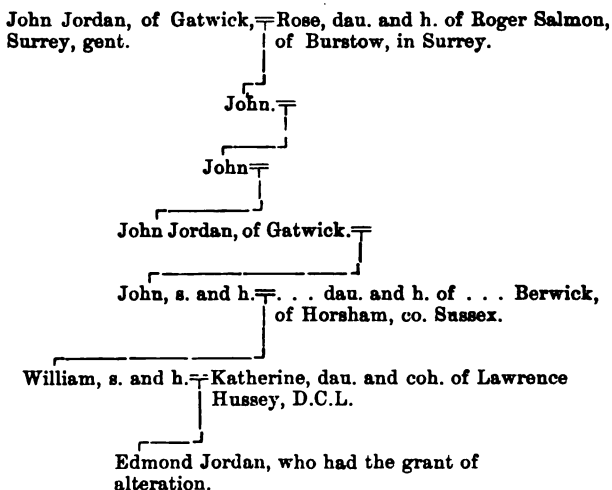 John Jordan, of Gatwick, Rose, dau. and h. of Roger Salmon,
Surrey, gent. of Burstow, in Surrey.
John.
John
John Jordan, of Gatwick.
John, s. and h. . . . dau. and h. of . . . Berwick,
of Horsham, co. Sussex.
William, s. and h. Katherine, dau. and coh. of Lawrence
Hussey, D.C.L.
Edmond Jordan, who had the grant of
alteration.